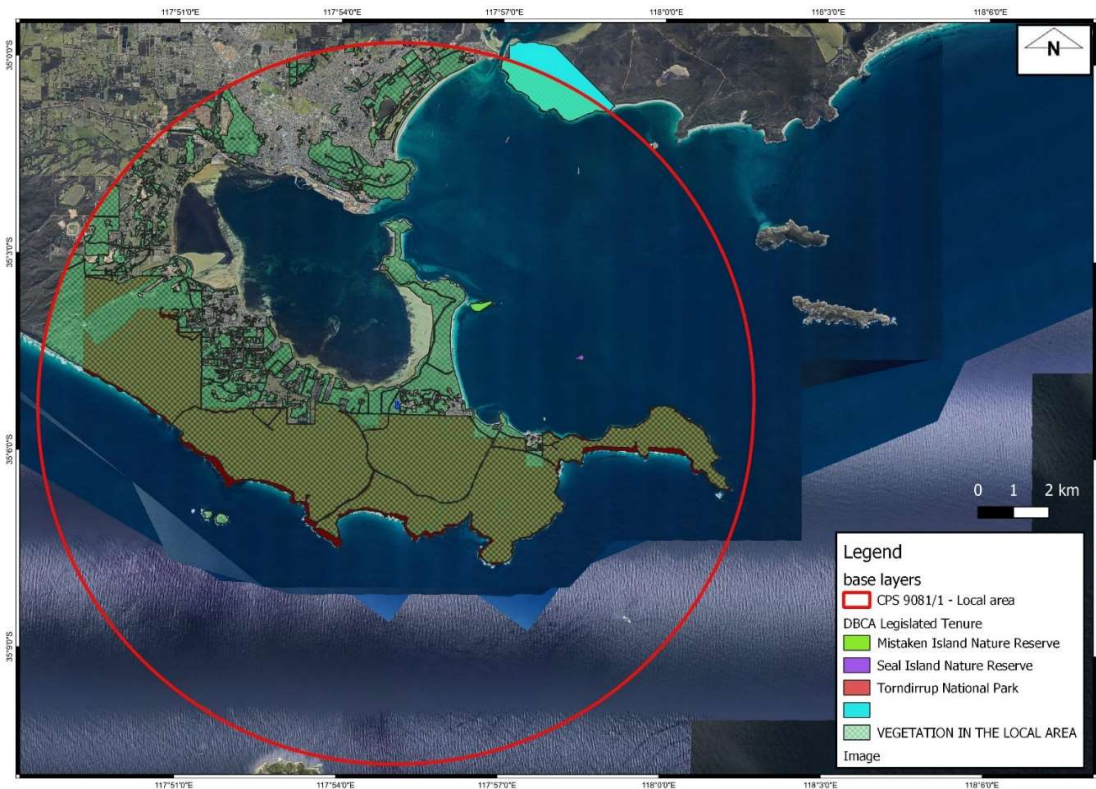 117°51'0"E 117°54'0"E 117°57'0"E 118°0'0"E 118°3'0"E 118°6'0"E
N
35°0'0"S
35°3'0"S
35°6'0"S
35°9'0"S
0 1 2 km
Legend
base layers
CPS 9081/1 - Local area
DBCA Legislated Tenure
Mistaken Island Nature Reserve
Seal Island Nature Reserve
Torndirrup National Park
VEGETATION IN THE LOCAL AREA
Image
117°51'0"E 117°54'0"E 117°57'0"E 118°0'0"E 118°3'0"E 118°6'0"E